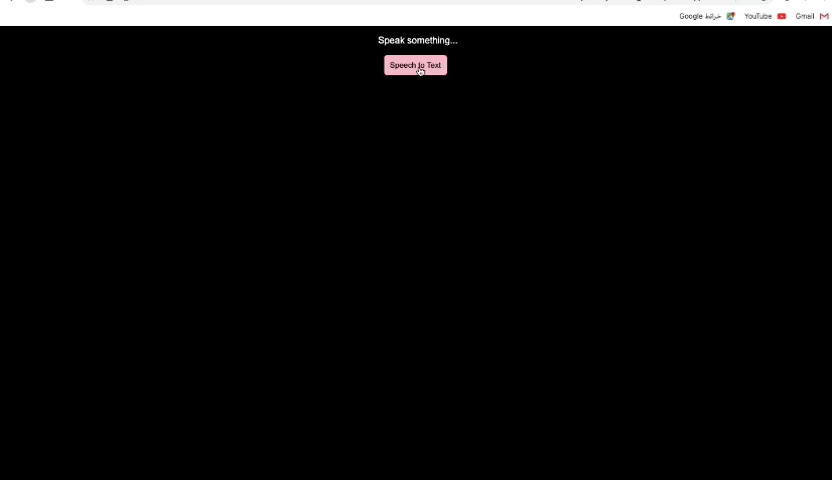 خرائط Google YouTube Gmail
Speak something...
Speech to Text